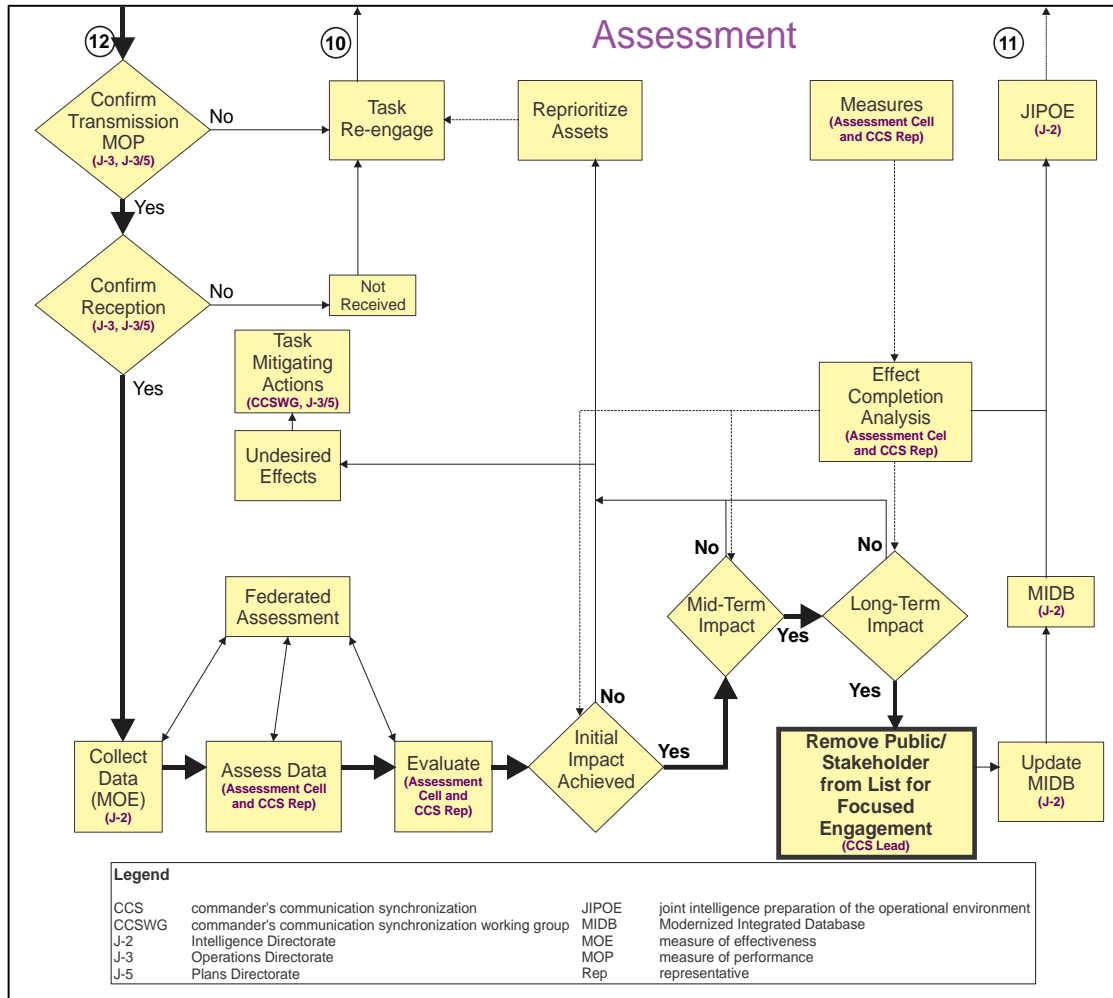 Assessment
12
10
11
Confirm
Transmission
MOP
(J-3, J-3/5)
No
Task
Re-engage
Reprioritize
Assets
Measures
(Assessment Cell
and CCS Rep)
JIPOE
(J-2)
Yes
Confirm
Reception
(J-3, J-3/5)
No
Not
Received
Yes
Task
Mitigating
Actions
(CCSWG, J-3/5)
Undesired
Effects
Effect
Completion
Analysis
(Assessment Cel
and CCS Rep)
No
No
Mid-Term
Impact
Yes
Long-Term
Impact
MIDB
(J-2)
Federated
Assessment
Yes
No
Collect
Data
(MOE)
(J-2)
Assess Data
(Assessment Cell
and CCS Rep)
Evaluate
(Assessment
Cell and
CCS Rep)
Initial
Impact
Achieved
Yes
Remove Public/
Stakeholder
from List for
Focused
Engagement
(CCS Lead)
Update
MIDB
(J-2)
Legend
CCS commander's communication synchronization
CCSWG commander's communication synchronization working group
J-2 Intelligence Directorate
J-3 Operations Directorate
J-5 Plans Directorate
JIPOE joint intelligence preparation of the operational environment
MIDB Modernized Integrated Database
MOE measure of effectiveness
MOP measure of performance
Rep representative